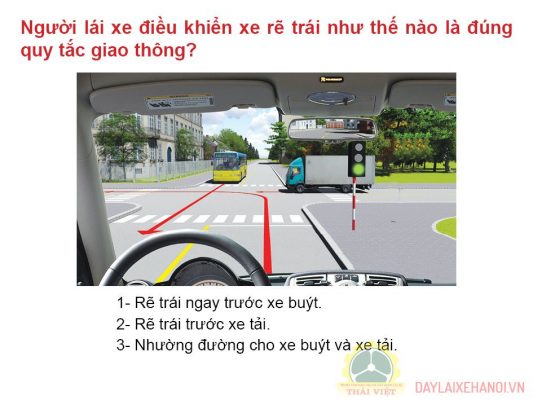 Người lái xe điều khiển xe rẽ trái như thế nào là đúng
quy tắc giao thông?
1- Rẽ trái ngay trước xe buýt.
2- Rẽ trái trước xe tải.
3- Nhường đường cho xe buýt và xe tải.
THÁI VIỆT
DAYLAIXEHANOI.VN